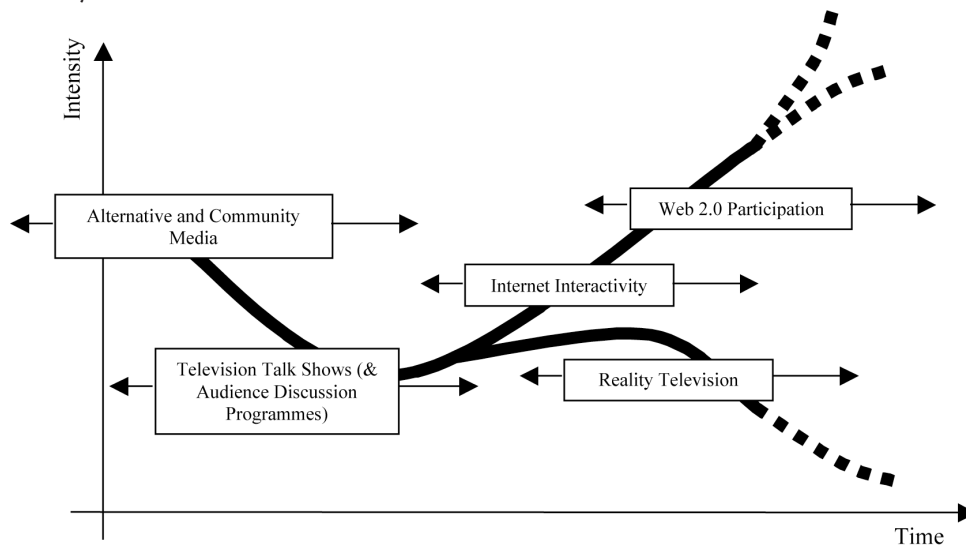 Intensity
Alternative and Community
Media
Web 2.0 Participation
Internet Interactivity
Television Talk Shows (&
Audience Discussion
Programmes)
Reality Television
Time